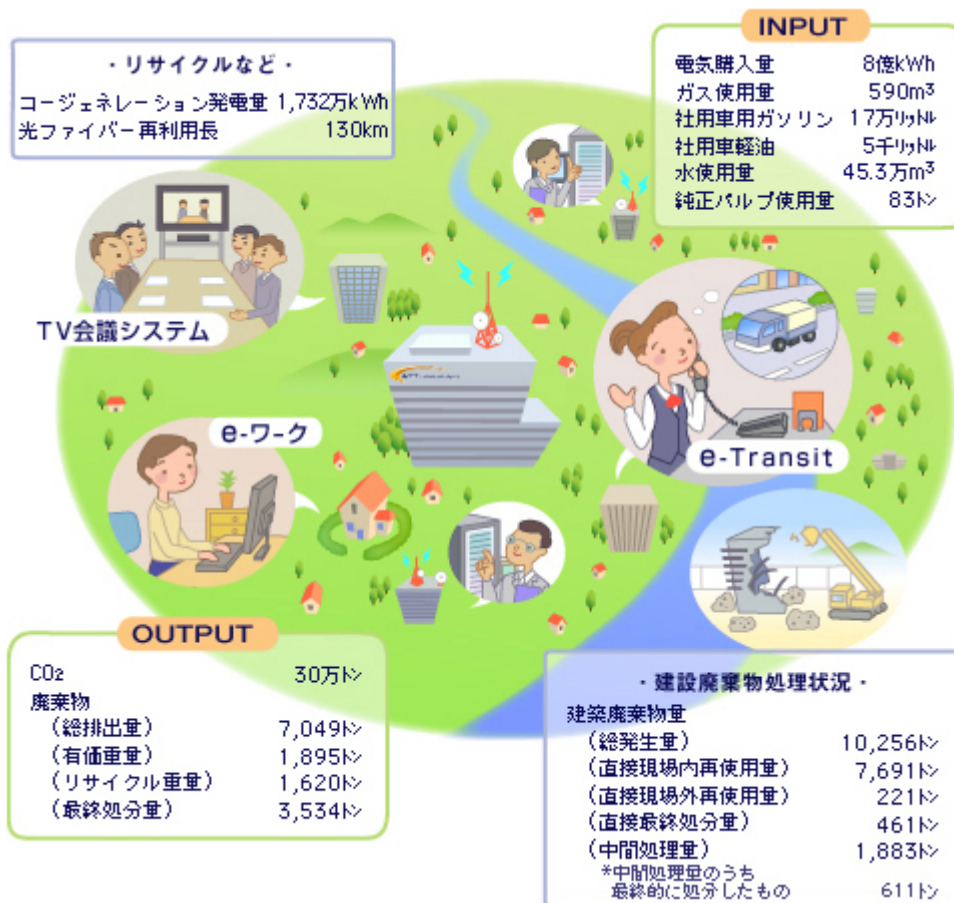 ・リサイクルなど・
コージェネレーション発電量 1,732万kWh
光ファイバー再利用長 130km
INPUT
電気購入量 8億kWh
ガス使用量 590m³
社用車用ガソリン 17万リットル
社用車軽油 5千リットル
水使用量 45.3万m³
純正パルプ使用量 83トン
TV会議システム
e-ワーク
e-Transit
OUTPUT
CO₂ 30万トン
廃棄物
(総排出量) 7,049トン
(有価重量) 1,895トン
(リサイクル重量) 1,620トン
(最終処分量) 3,534トン
・建設廃棄物処理状況・
建築廃棄物量
(総発生量) 10,256トン
(直接現場内再使用量) 7,691トン
(直接現場外再使用量) 221トン
(直接最終処分量) 461トン
(中間処理量) 1,883トン
*中間処理量のうち
最終的に処分したもの 611トン